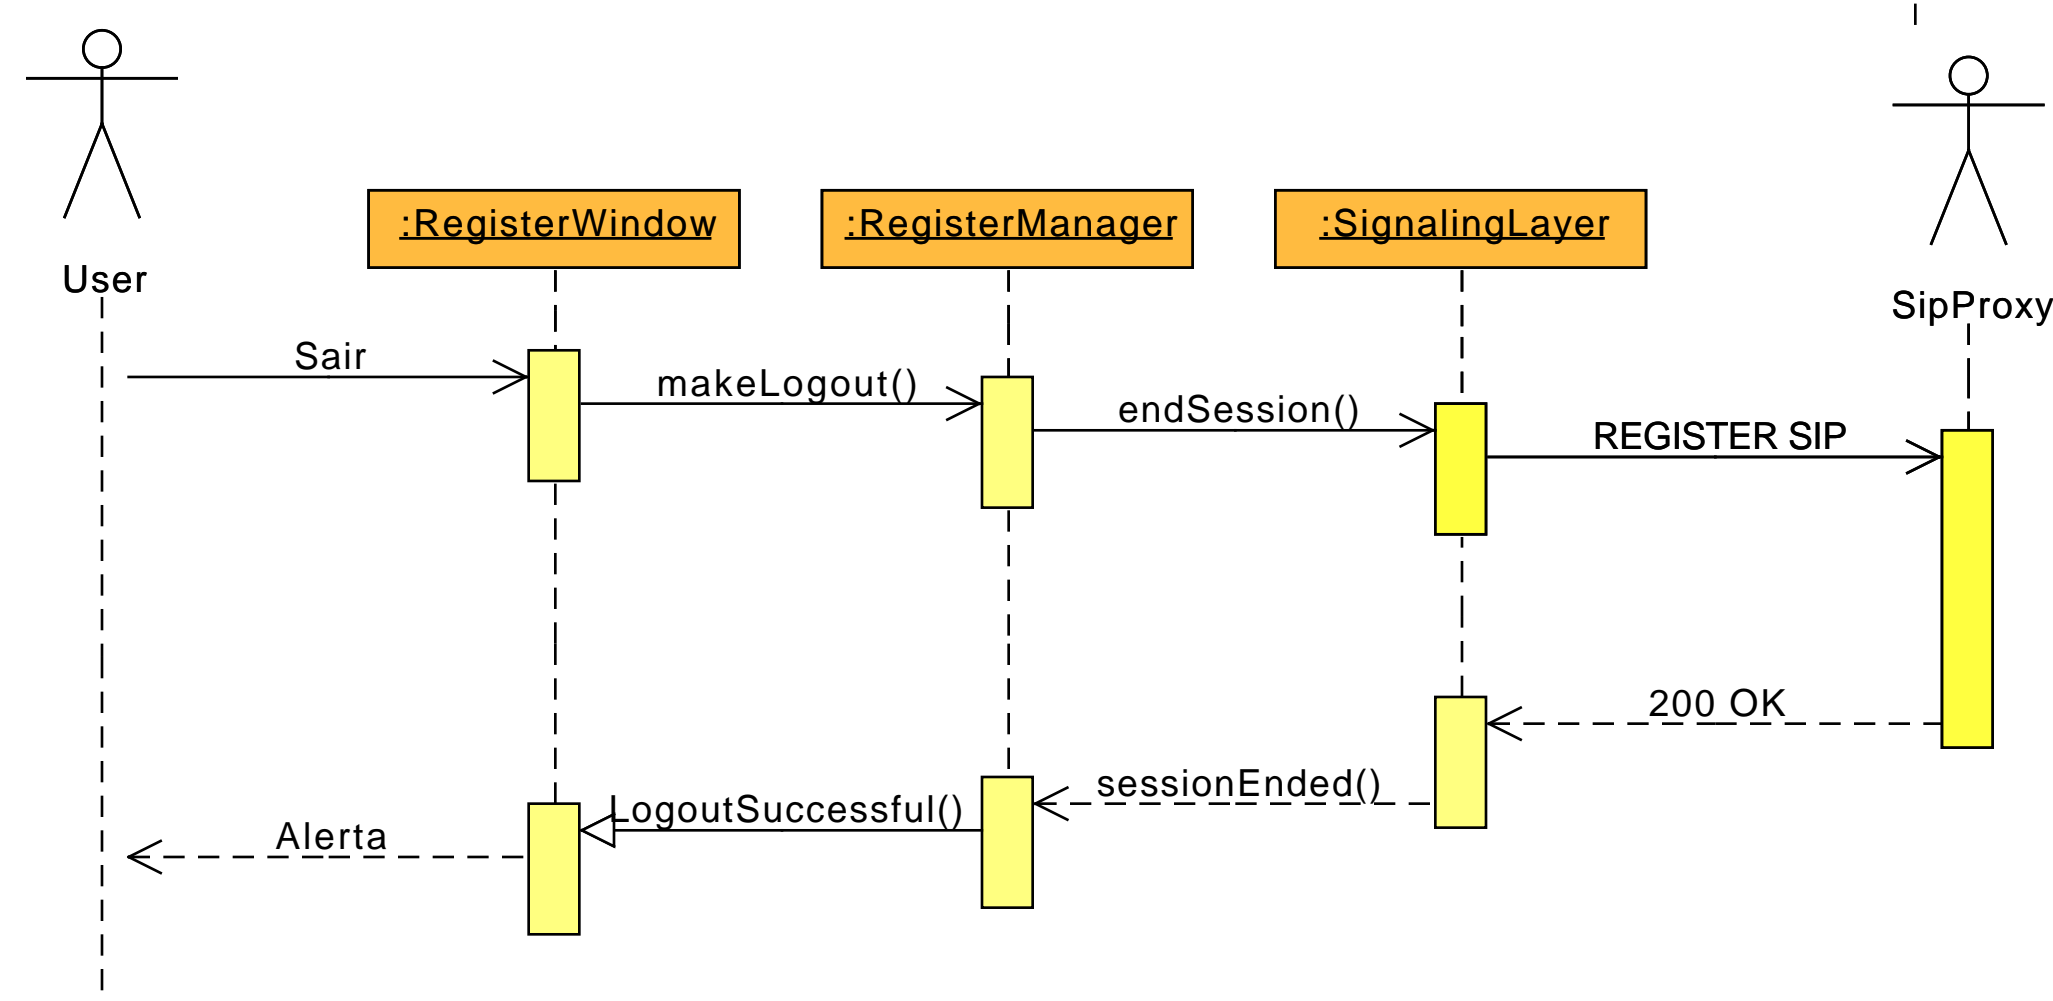 User
:RegisterWindow
:RegisterManager
:SignalingLayer
SipProxy
Sair
makeLogout()
endSession()
REGISTER SIP
200 OK
sessionEnded()
LogoutSuccessful()
Alerta